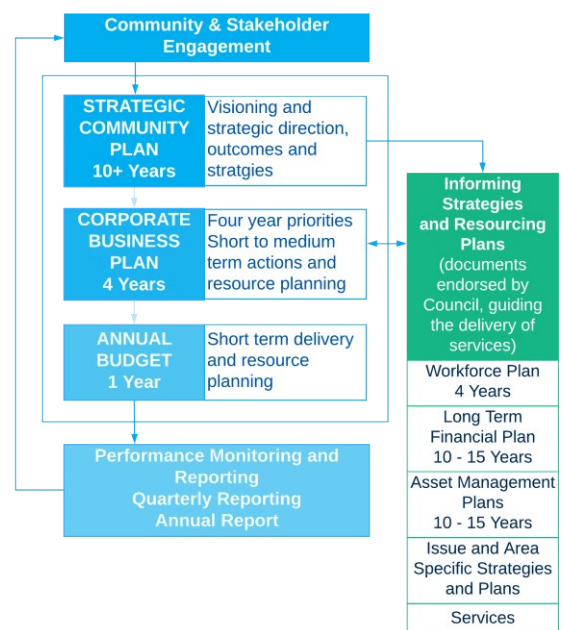 Community & Stakeholder
Engagement
STRATEGIC
COMMUNITY
PLAN
10+ Years
Visioning and
strategic direction,
outcomes and
stratgies
CORPORATE
BUSINESS
PLAN
4 Years
Four year priorities
Short to medium
term actions and
resource planning
ANNUAL
BUDGET
1 Year
Short term delivery
and resource
planning
Performance Monitoring and
Reporting
Quarterly Reporting
Annual Report
Informing
Strategies
and Resourcing
Plans
(documents
endorsed by
Council, guiding
the delivery of
services)
Workforce Plan
4 Years
Long Term
Financial Plan
10 - 15 Years
Asset Management
Plans
10 - 15 Years
Issue and Area
Specific Strategies
and Plans
Services